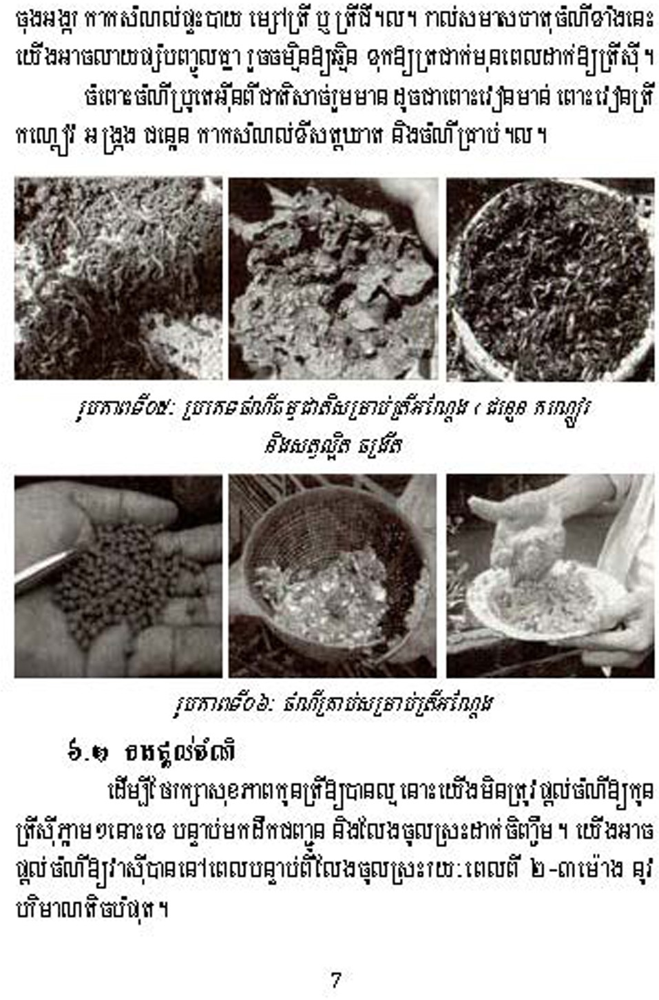 ចុងអង្ករ កាកសំណល់ផ្ទះបាយ មេញៅត្រី ឬ ត្រីជី។ល។ រាល់សមាសធាតុចំណីទាំងនេះ
យើងអាចលាយផ្សំបញ្ចូលគ្នា រួចចម្អិនឱ្យឆ្អិន ទុកឱ្យត្រជាក់មុនពេលដាក់ឱ្យត្រីស៊ី។
ចំពោះចំណីប្រូតេអ៊ីនពីជាតិសាច់រួមមាន ដូចជាពោះវៀនមាន់ ពោះវៀនត្រី
កណ្តៀរ អង្ក្រង ជន្លេន កាកសំណល់ទីសត្តឃាត និងចំណីគ្រាប់។ល។
រូបភាពទី០៥: ប្រភេទចំណីធម្មជាតិសម្រាប់ត្រីអណ្តែង ( ជន្លេន កណ្តៀរ
និងសត្វល្អិត ចង្រឹត
រូបភាពទី០៦: ចំណីគ្រាប់សម្រាប់ត្រីអណ្តែង
៦.២ ការផ្តល់ចំណី
ដើម្បីថែរក្សាសុខភាពកូនត្រីឱ្យបានល្អ នោះយើងមិនត្រូវផ្តល់ចំណីឱ្យកូន
ត្រីស៊ីភ្លាមៗនោះទេ បន្ទាប់មកដឹកជញ្ជូន និងលែងចូលស្រះដាក់ចិញ្ចឹម។ យើងអាច
ផ្តល់ចំណីឱ្យវាស៊ីបាននៅពេលបន្ទាប់ពីលែងចូលស្រះរយៈពេលពី ២-៣ម៉ោង នូវ
បរិមាណតិចបំផុត។
7